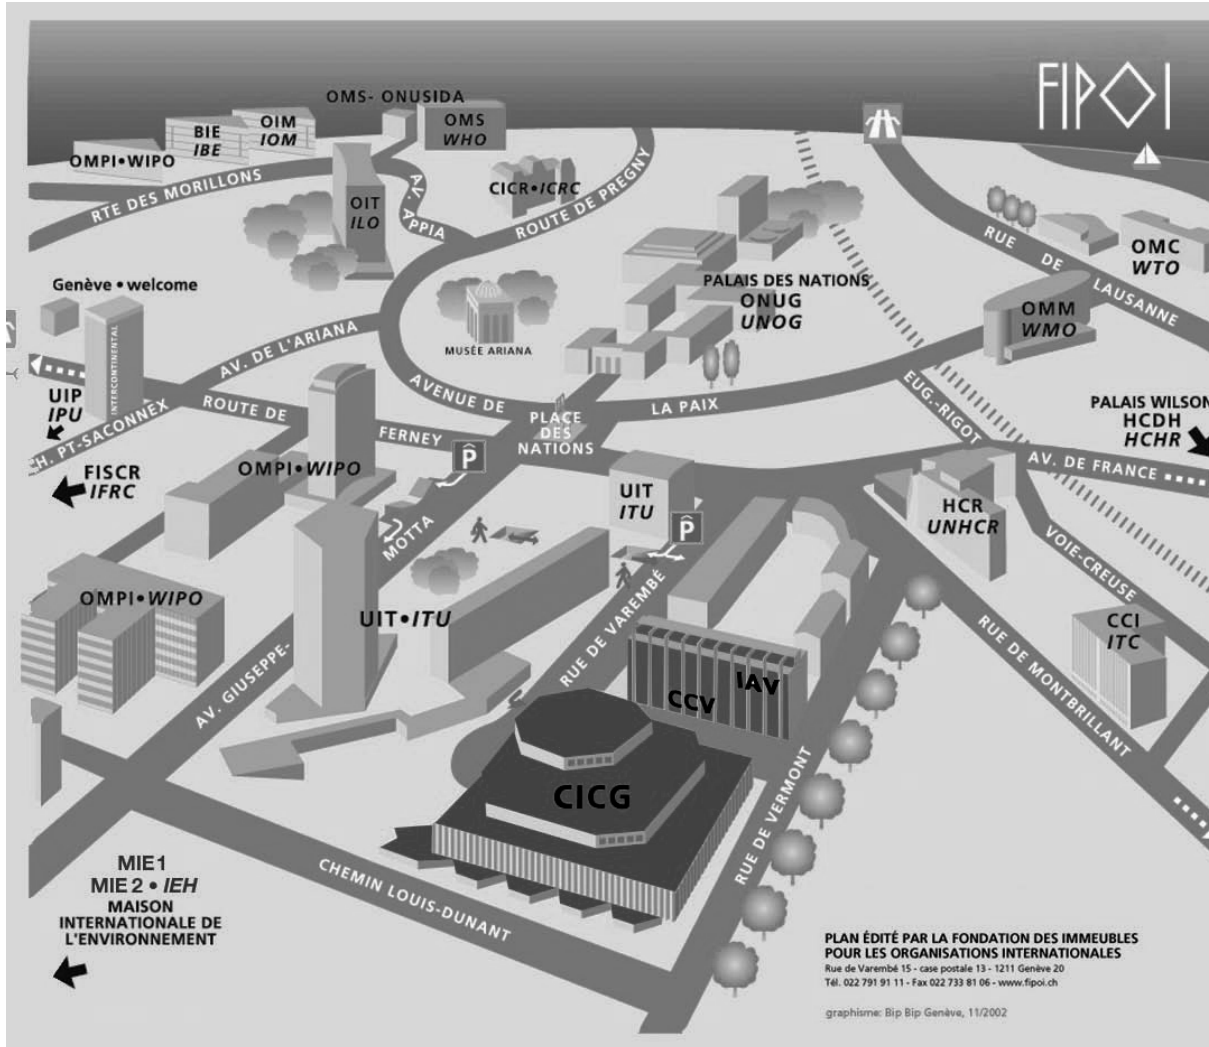 FIPOI
OMS- ONUSIDA
OMS
WHO
OIM
IOM
BIE
IBE
OMPI•WIPO
RTE DES MORILLONS
OIT
ILO
AV. APPIA
CICR•ICRC
ROUTE DE PREGNY
RUE DE LAUSANNE
OMC
WTO
Genève • welcome
INTERCONTINENTAL
AV. DE L'ARIANA
MUSÉE ARIANA
PALAIS DES NATIONS
ONUG
UNOG
OMM
WMO
UIP
IPU
ROUTE DE FERNEY
AVENUE DE LA PAIX
PLACE
DES
NATIONS
EUG.-RIGOT
PALAIS WILSON
HCDH
HCHR
CH. PT-SACONNEX
FISCR
IFRC
OMPI•WIPO
P
AV. DE FRANCE
UIT
ITU
HCR
UNHCR
P
AV. GIUSEPPE-MOTTA
VOIE-CREUSE
OMPI•WIPO
UIT•ITU
RUE DE VAREMBÉ
CCI
ITC
RUE DE MONTBRILLANT
IAV
CCV
CICG
RUE DE VERMONT
CHEMIN LOUIS-DUNANT
MIE1
MIE 2 • IEH
MAISON
INTERNATIONALE DE
L'ENVIRONNEMENT
PLAN ÉDITÉ PAR LA FONDATION DES IMMEUBLES
POUR LES ORGANISATIONS INTERNATIONALES
Rue de Varembé 15 - case postale 13 - 1211 Genève 20
Tél. 022 791 91 11 - Fax 022 733 81 06 - www.fipoi.ch
graphisme: Bip Bip Genève, 11/2002